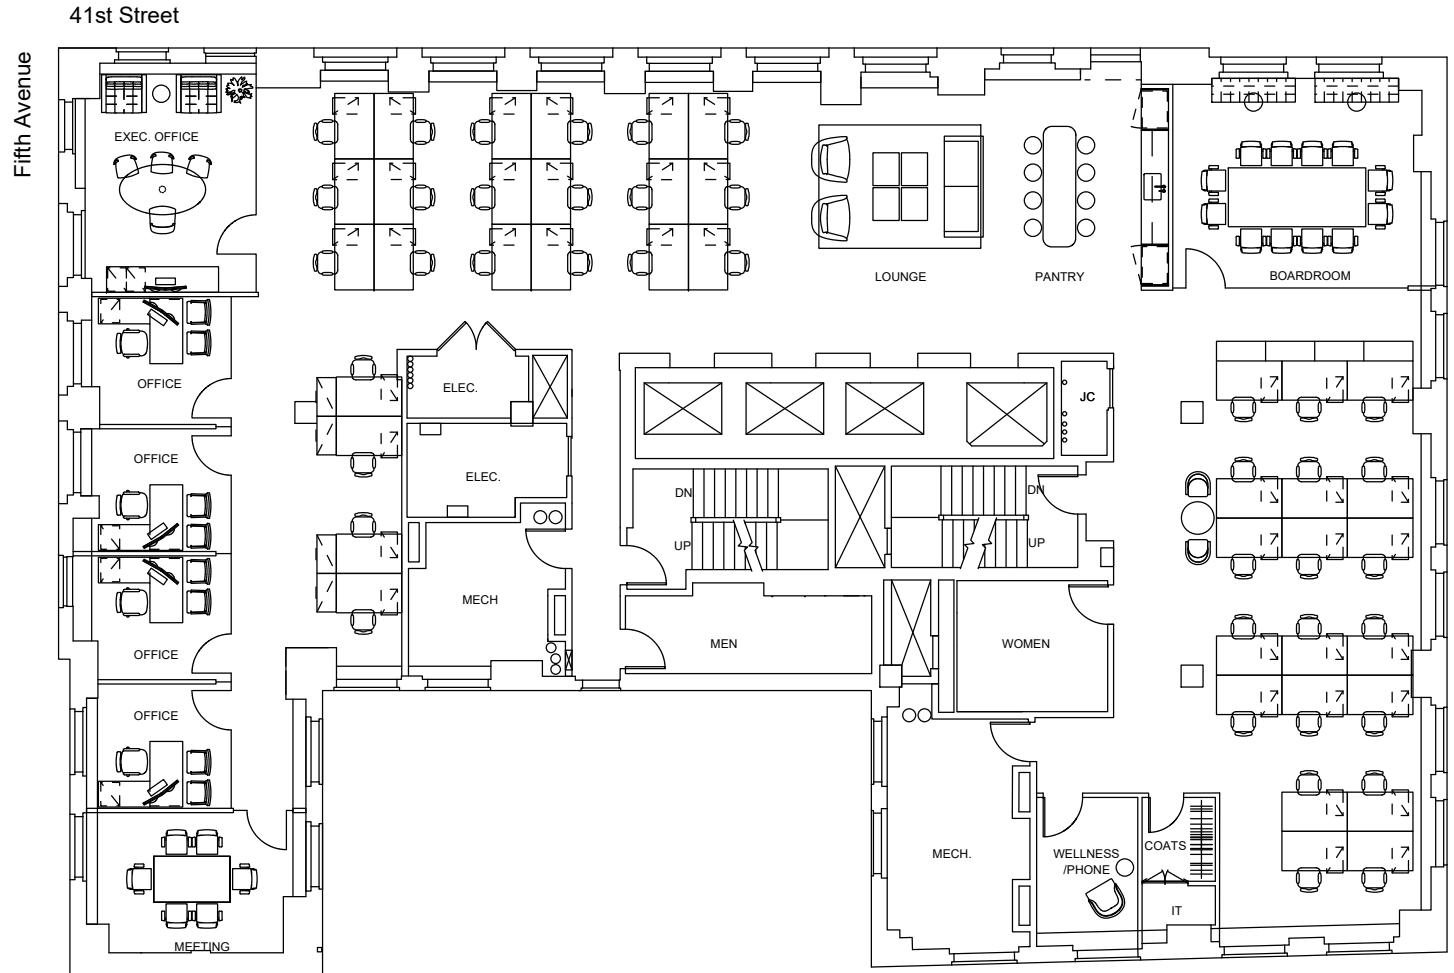 41st Street
Fifth Avenue
EXEC. OFFICE
LOUNGE
PANTRY
BOARDROOM
OFFICE
ELEC.
JC
OFFICE
ELEC.
DN
DN
UP
UP
MECH
OFFICE
MEN
WOMEN
OFFICE
MECH.
WELLNESS
/PHONE
COATS
IT
MEETING